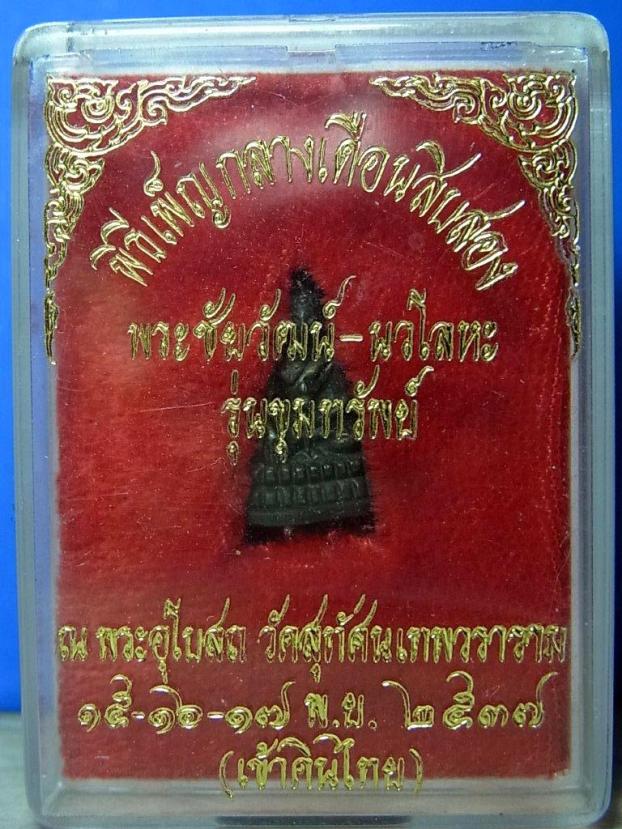 พิธีเพ็ญกลางเดือนสิบสอง
พระชัยวัฒน์-นวโลหะ
รุ่นขุมทรัพย์
ณ พระอุโบสถ วัดสุทัศนเทพวราราม
๑๕-๑๖-๑๗ พ.ย. ๒๕๓๗
(เช้าดินไทย)